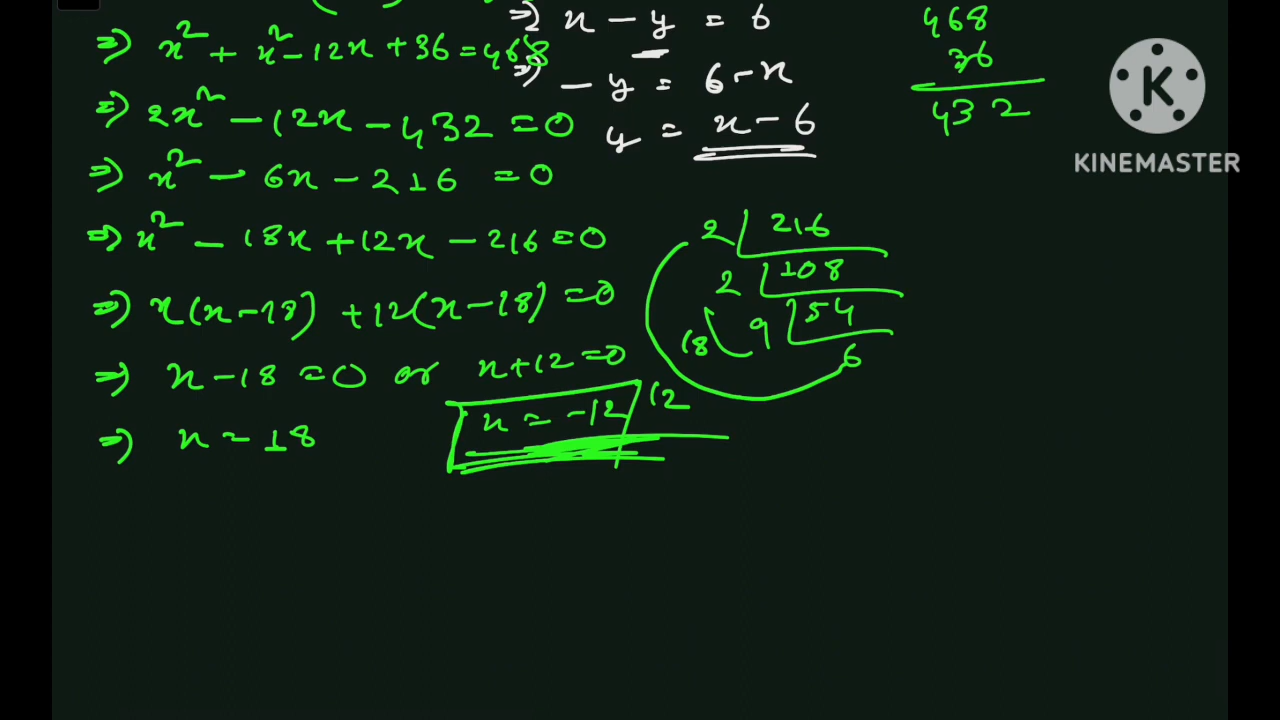 ⇒ x² + x² - 12x + 36 = 468
⇒ 2x² - 12x - 432 = 0
⇒ x² - 6x - 216 = 0
⇒ x² - 18x + 12x - 216 = 0
⇒ x(x-18) + 12(x-18) = 0
⇒ x - 18 = 0 or x + 12 = 0
⇒ x = 18
x = -12
⇒ x - y = 6
⇒ - y = 6 - x
y = x - 6
468
36
432
2 216
2 108
9 54
6
18
12
K
KINEMASTER